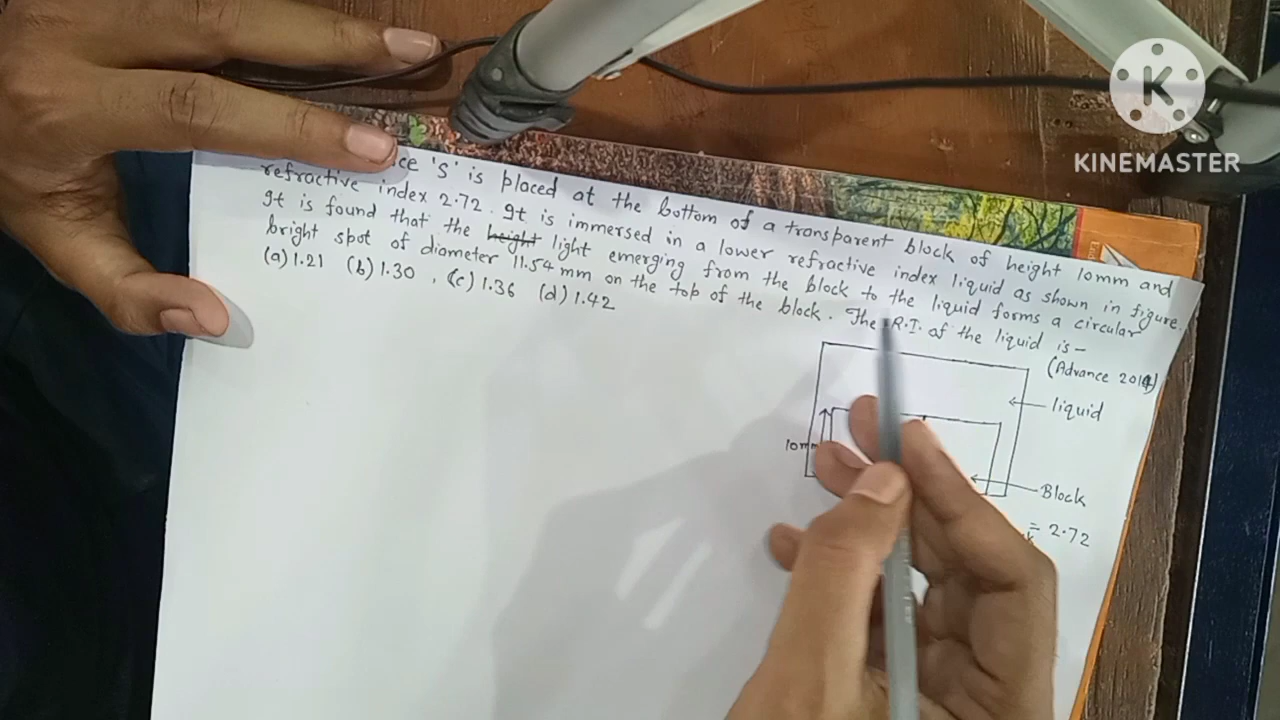 'S' is placed at the bottom of a transparent block of height 10mm and
refractive index 2.72. It is immersed in a lower refractive index liquid as shown in figure.
It is found that the height light emerging from the block to the liquid forms a circular
bright spot of diameter 11.54 mm on the top of the block. The R.I. of the liquid is -
(a) 1.21 (b) 1.30 , (c) 1.36 (d) 1.42
(Advance 2014)
liquid
10mm
Block
= 2.72
K
KINEMASTER